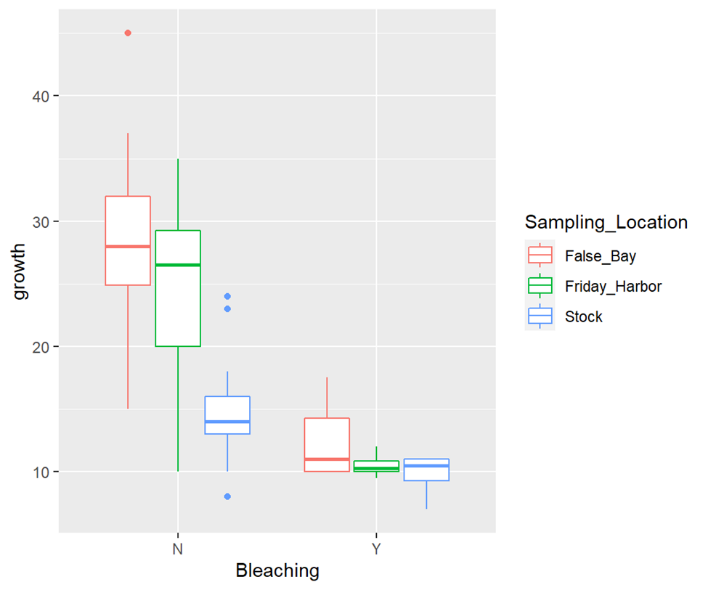 40
30
20
10
growth
N
Y
Bleaching
Sampling_Location
False_Bay
Friday_Harbor
Stock